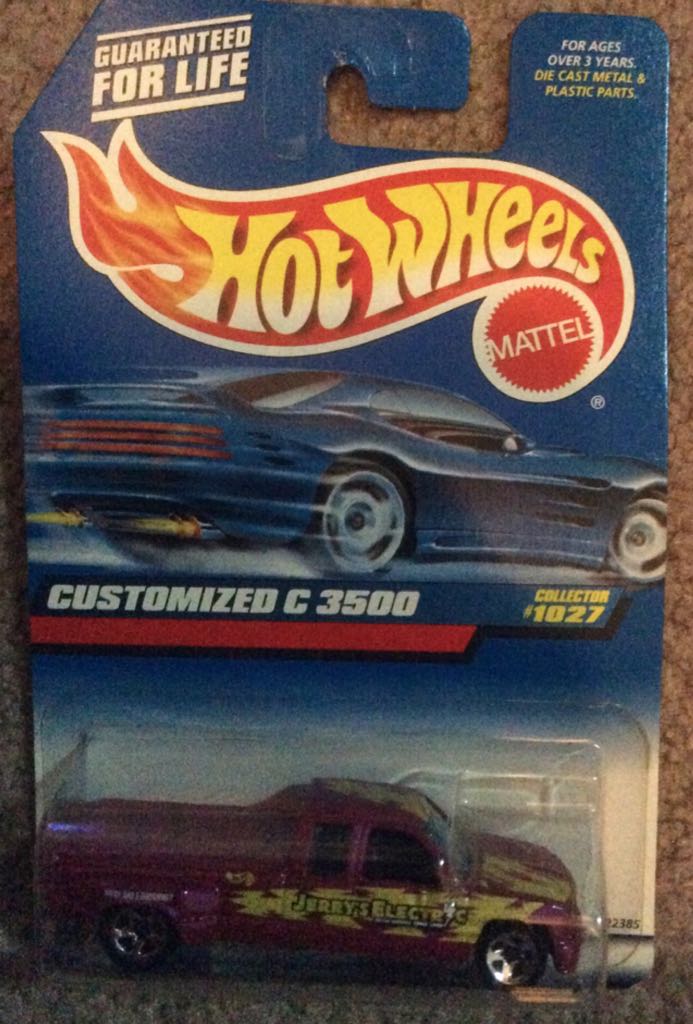 GUARANTEED
FOR LIFE
FOR AGES
OVER 3 YEARS.
DIE CAST METAL &
PLASTIC PARTS.
HOT WHEELS
MATTEL
®
CUSTOMIZED C 3500
COLLECTOR
#1027
JERRY'S ELECTRIC
22385